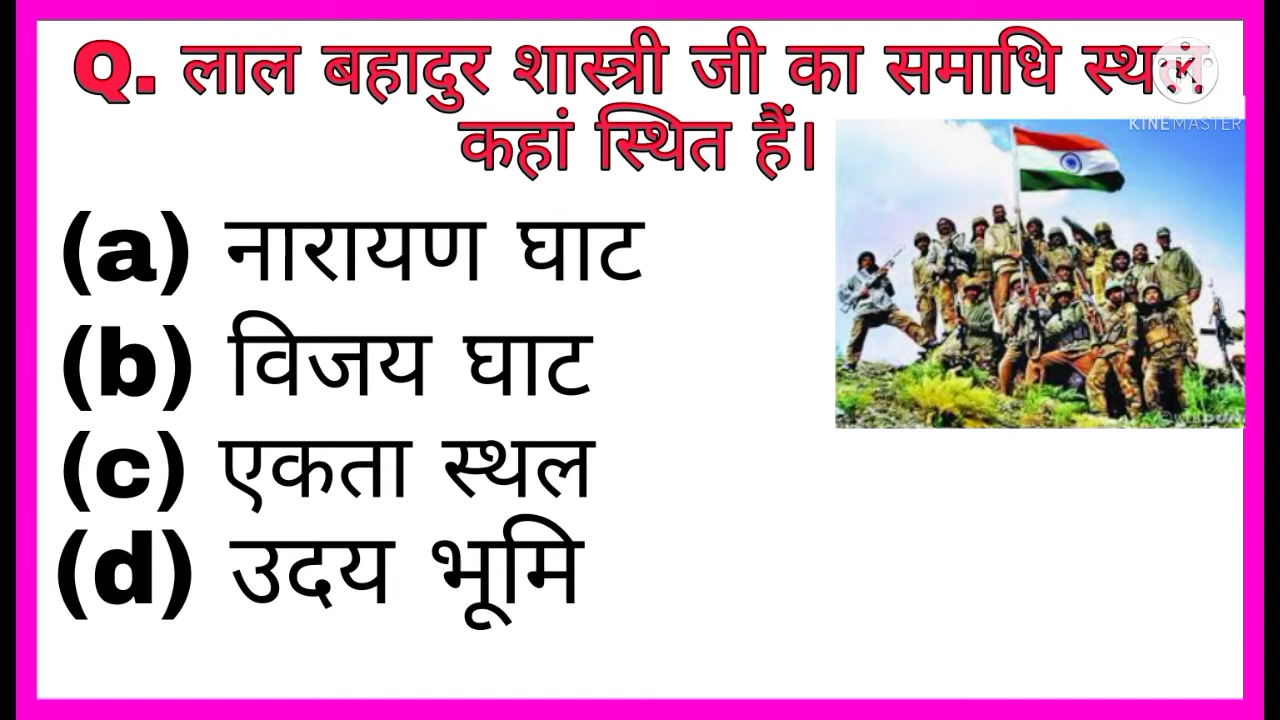 Q. लाल बहादुर शास्त्री जी का समाधि स्थल
कहां स्थित हैं।
KINEMASTER
(a) नारायण घाट
(b) विजय घाट
(c) एकता स्थल
(d) उदय भूमि